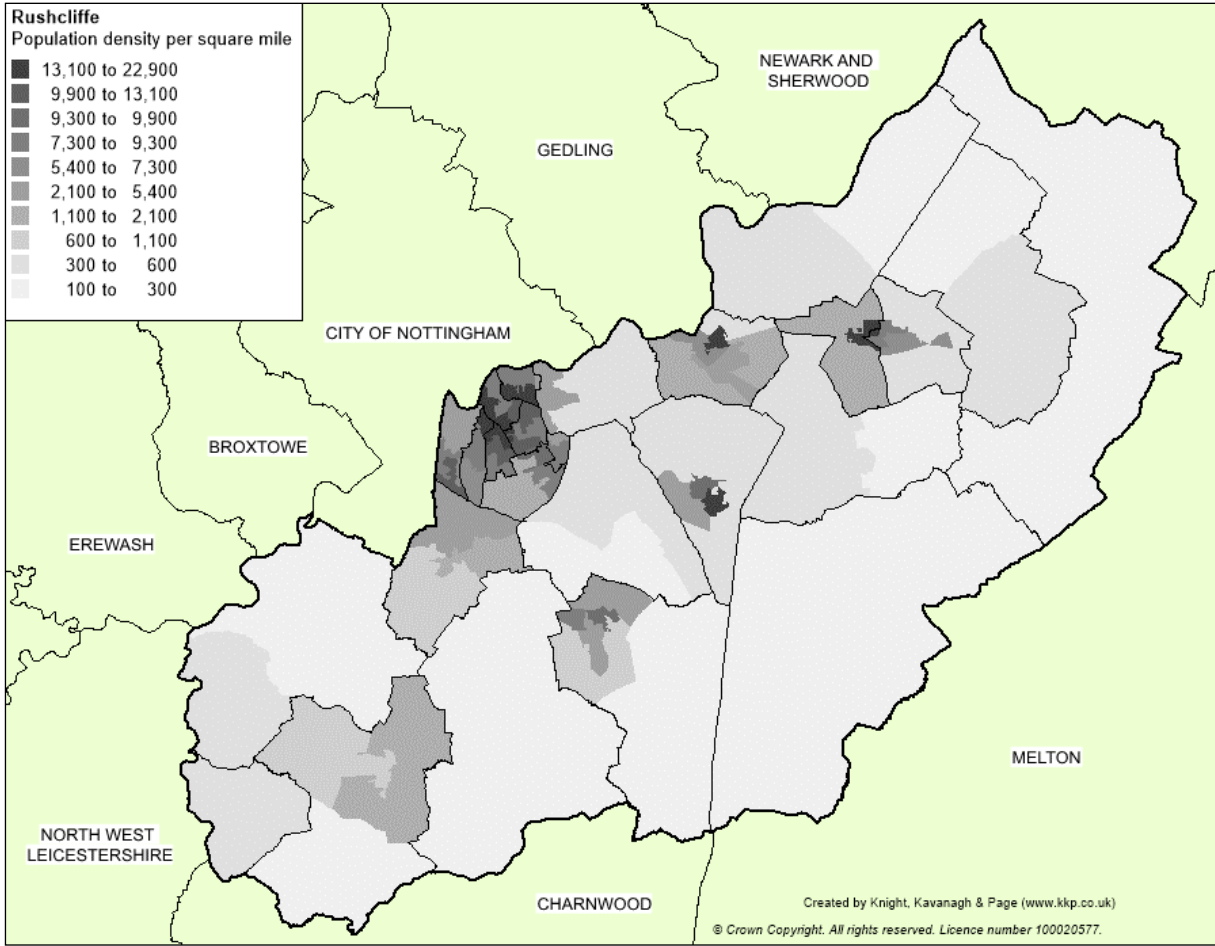 Rushcliffe
Population density per square mile
13,100 to 22,900
9,900 to 13,100
9,300 to 9,900
7,300 to 9,300
5,400 to 7,300
2,100 to 5,400
1,100 to 2,100
600 to 1,100
300 to 600
100 to 300
NEWARK AND
SHERWOOD
GEDLING
CITY OF NOTTINGHAM
BROXTOWE
EREWASH
MELTON
NORTH WEST
LEICESTERSHIRE
CHARNWOOD
Created by Knight, Kavanagh & Page (www.kkp.co.uk)
© Crown Copyright. All rights reserved. Licence number 100020577.